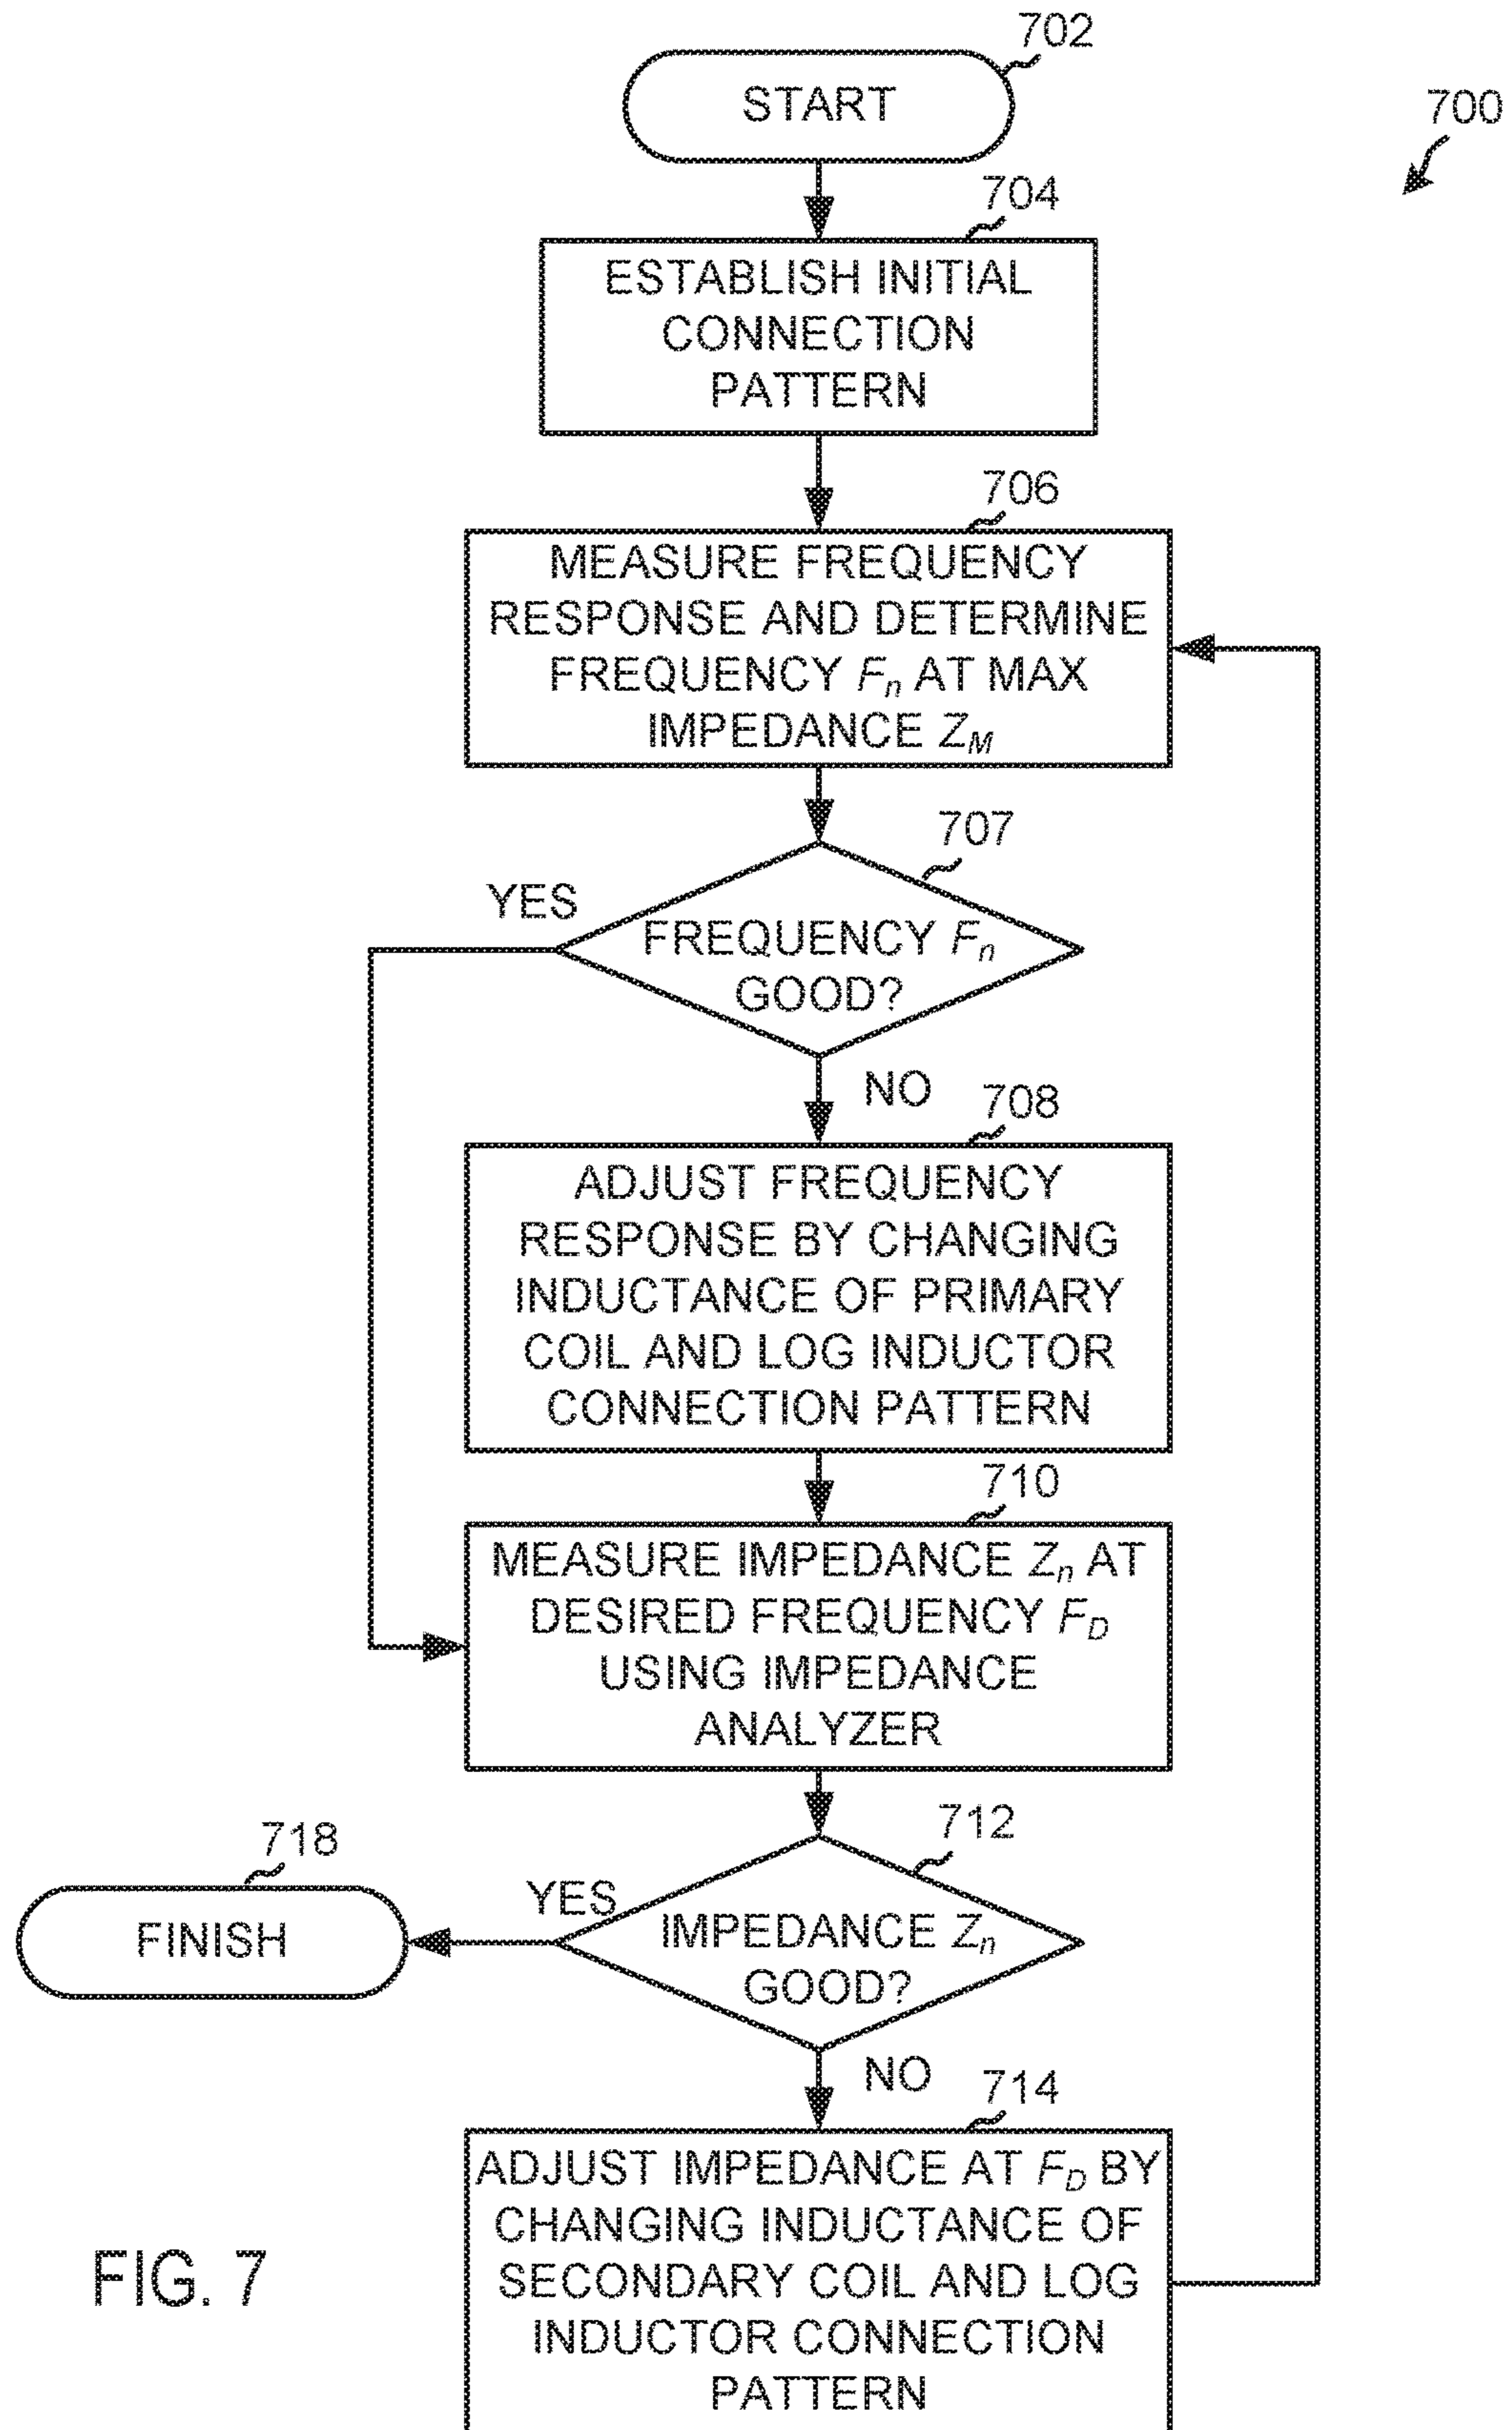 702
START
700
704
ESTABLISH INITIAL
CONNECTION
PATTERN
706
MEASURE FREQUENCY
RESPONSE AND DETERMINE
FREQUENCY Fn AT MAX
IMPEDANCE ZM
707
YES
FREQUENCY Fn
GOOD?
NO
708
ADJUST FREQUENCY
RESPONSE BY CHANGING
INDUCTANCE OF PRIMARY
COIL AND LOG INDUCTOR
CONNECTION PATTERN
710
MEASURE IMPEDANCE Zn AT
DESIRED FREQUENCY FD
USING IMPEDANCE
ANALYZER
712
718
YES
FINISH
IMPEDANCE Zn
GOOD?
NO
714
ADJUST IMPEDANCE AT FD BY
CHANGING INDUCTANCE OF
SECONDARY COIL AND LOG
INDUCTOR CONNECTION
PATTERN
FIG. 7